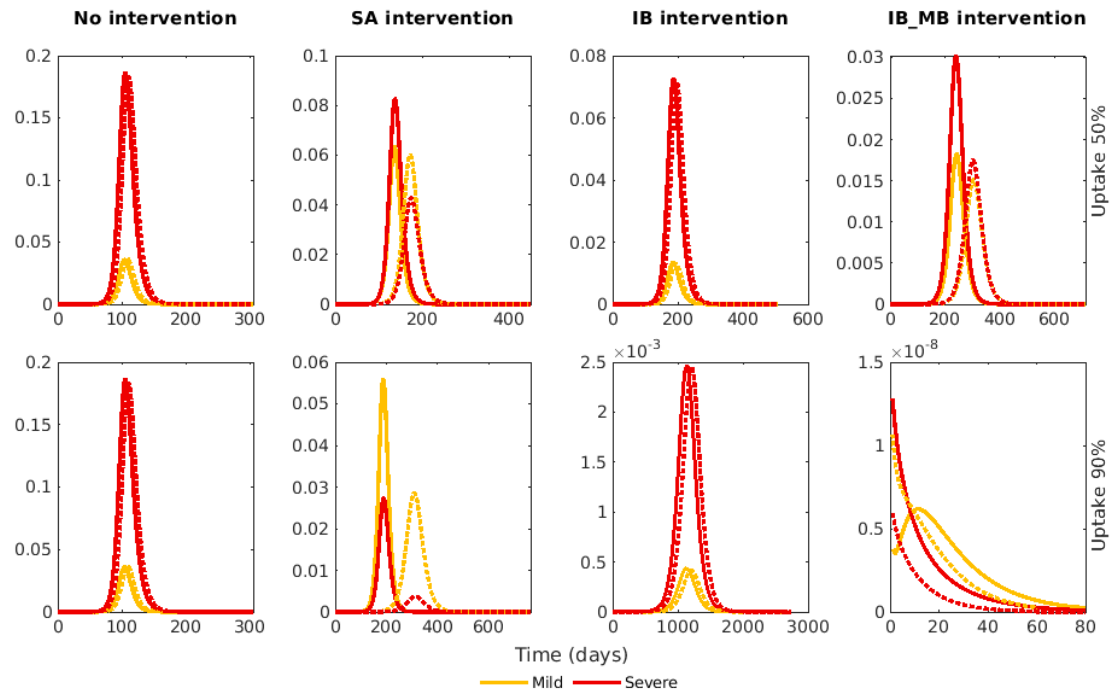 No intervention SA intervention IB intervention IB_MB intervention
0.2 0.1 0.08 0.03
0.025
0.15 0.08 0.06
0.02
0.06
0.1 0.04 0.015
0.04
0.01
0.05 0.02
0.02 0.005
0 0 0 0
0 100 200 300 0 200 400 0 200 400 600 0 200 400 600
Uptake 50%
×10⁻³ ×10⁻⁸
0.2 0.06 2.5 1.5
0.05 2
0.15
0.04 1
1.5
0.1 0.03
1
0.02 0.5
0.05
0.01 0.5
0 0 0 0
0 100 200 300 0 200 400 600 0 1000 2000 3000 0 20 40 60 80
Uptake 90%
Time (days)
Mild Severe